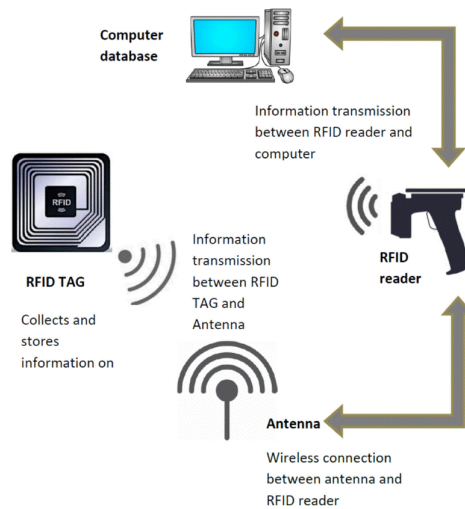 Computer
database
Information transmission
between RFID reader and
computer
RFID
RFID
reader
Information
transmission
between RFID
TAG and
Antenna
RFID TAG
Collects and
stores
information on
Antenna
Wireless connection
between antenna and
RFID reader